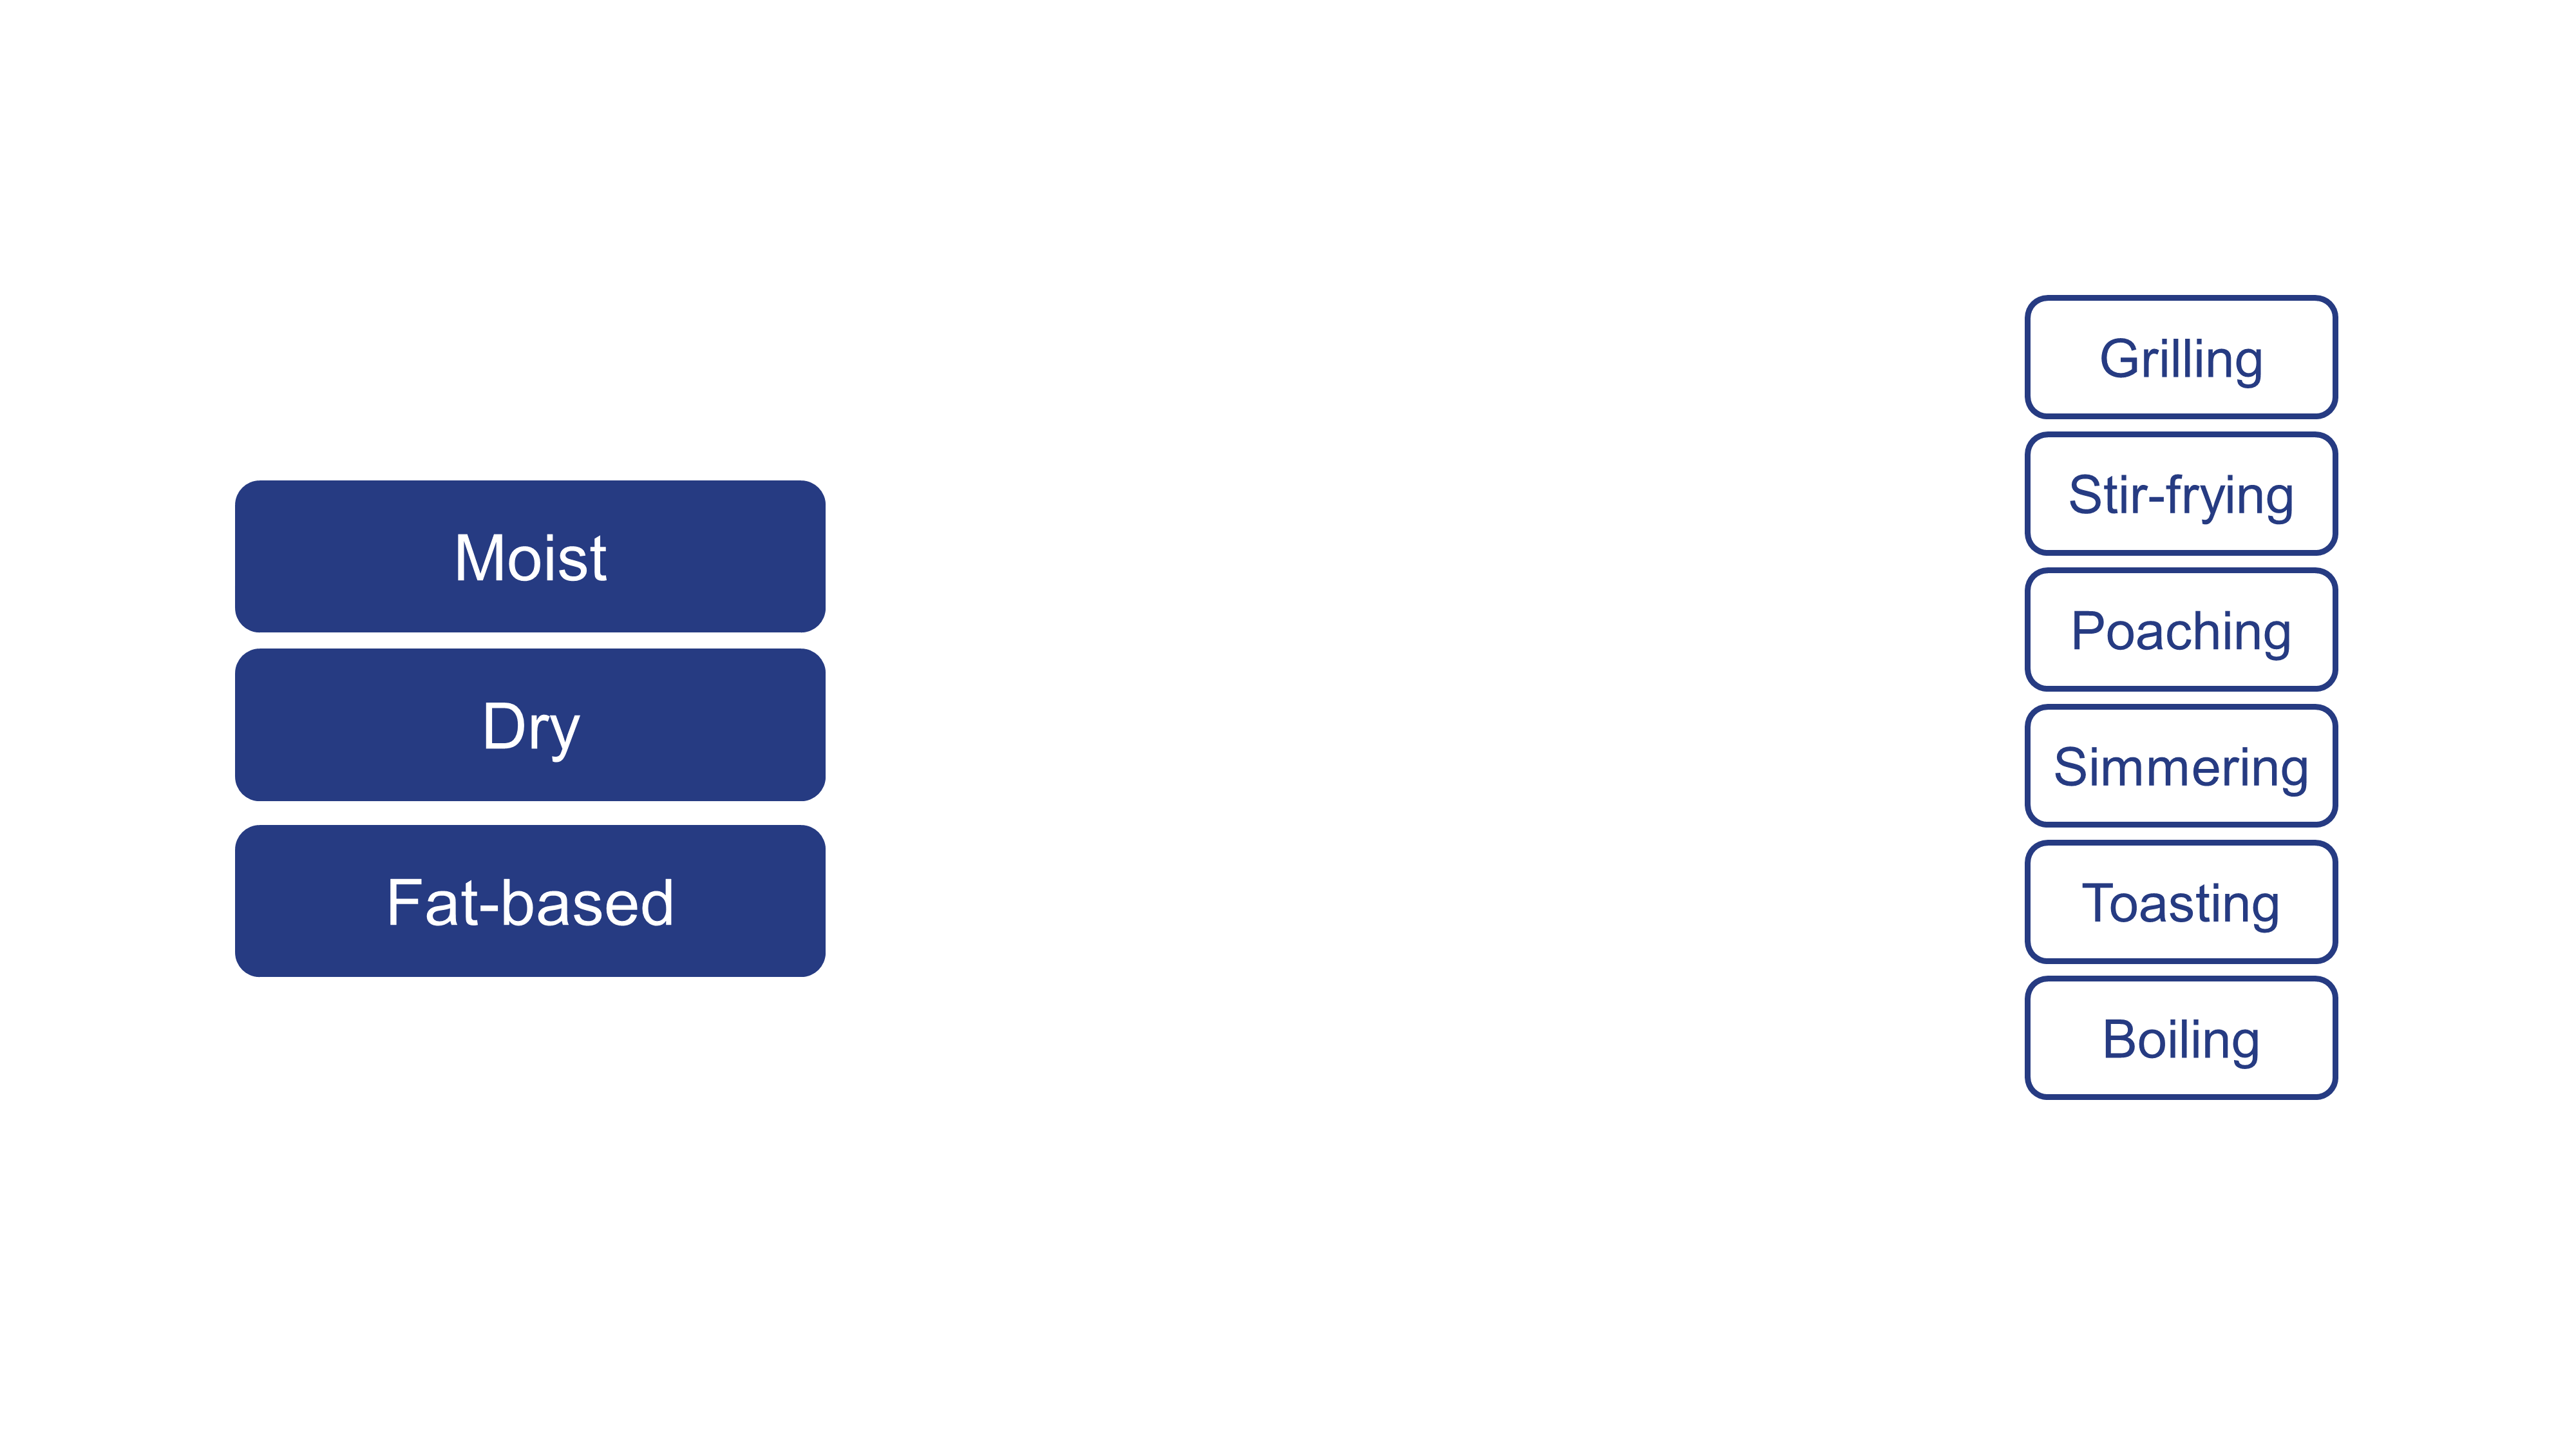 Moist
Dry
Fat-based
Grilling
Stir-frying
Poaching
Simmering
Toasting
Boiling